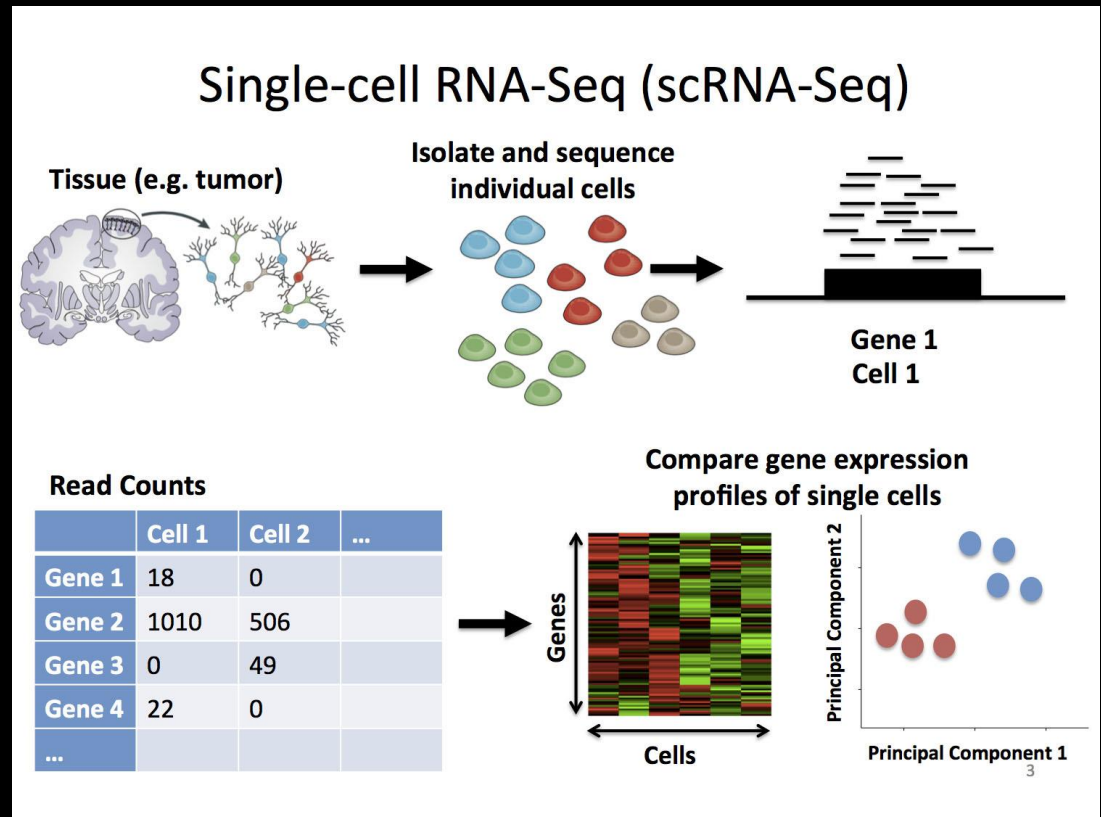 Single-cell RNA-Seq (scRNA-Seq)
Tissue (e.g. tumor)
Isolate and sequence
individual cells
Gene 1
Cell 1
Read Counts
Cell 1 Cell 2 ...
Gene 1 18 0
Gene 2 1010 506
Gene 3 0 49
Gene 4 22 0
...
Compare gene expression
profiles of single cells
Genes
Cells
Principal Component 2
Principal Component 1
3